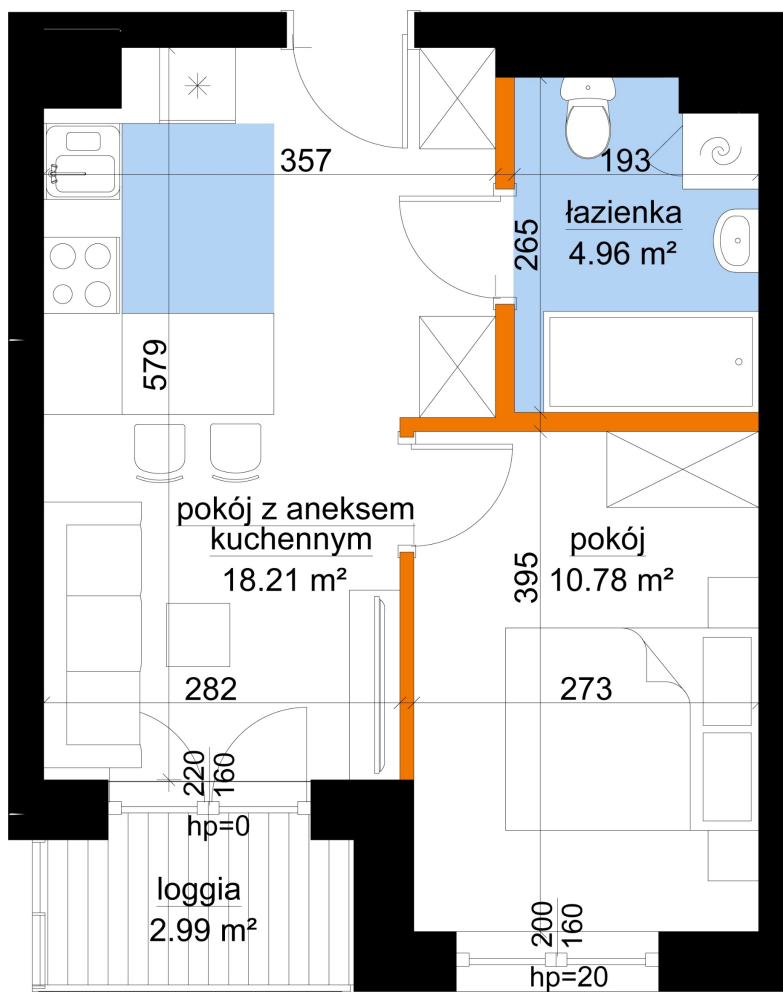 357
193
łazienka
4.96 m²
265
579
pokój z aneksem
kuchennym
18.21 m²
pokój
10.78 m²
395
282
273
220
160
hp=0
loggia
2.99 m²
200
160
hp=20